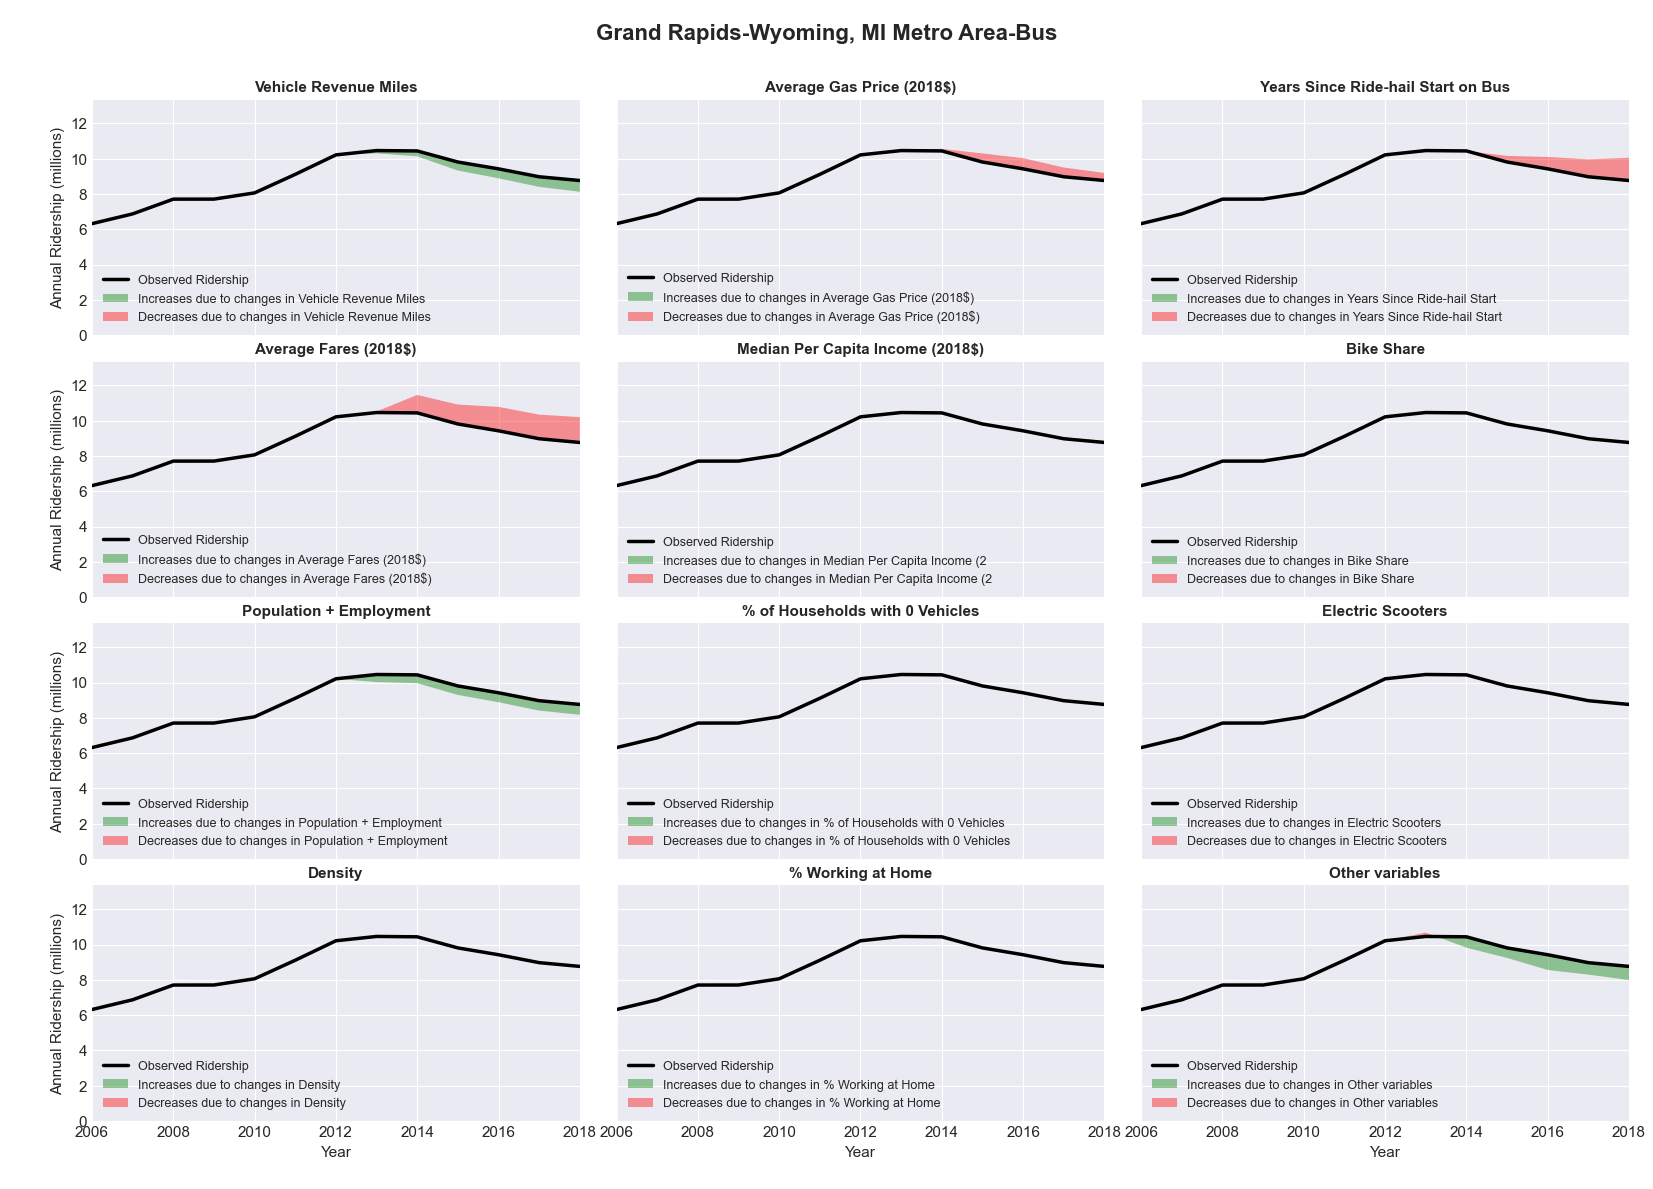 Grand Rapids-Wyoming, MI Metro Area-Bus
Vehicle Revenue Miles
Annual Ridership (millions)
12
10
8
6
4
2
0
Observed Ridership
Increases due to changes in Vehicle Revenue Miles
Decreases due to changes in Vehicle Revenue Miles
Average Gas Price (2018$)
Observed Ridership
Increases due to changes in Average Gas Price (2018$)
Decreases due to changes in Average Gas Price (2018$)
Years Since Ride-hail Start on Bus
Observed Ridership
Increases due to changes in Years Since Ride-hail Start
Decreases due to changes in Years Since Ride-hail Start
Average Fares (2018$)
Annual Ridership (millions)
12
10
8
6
4
2
0
Observed Ridership
Increases due to changes in Average Fares (2018$)
Decreases due to changes in Average Fares (2018$)
Median Per Capita Income (2018$)
Observed Ridership
Increases due to changes in Median Per Capita Income (2
Decreases due to changes in Median Per Capita Income (2
Bike Share
Observed Ridership
Increases due to changes in Bike Share
Decreases due to changes in Bike Share
Population + Employment
Annual Ridership (millions)
12
10
8
6
4
2
0
Observed Ridership
Increases due to changes in Population + Employment
Decreases due to changes in Population + Employment
% of Households with 0 Vehicles
Observed Ridership
Increases due to changes in % of Households with 0 Vehicles
Decreases due to changes in % of Households with 0 Vehicles
Electric Scooters
Observed Ridership
Increases due to changes in Electric Scooters
Decreases due to changes in Electric Scooters
Density
Annual Ridership (millions)
12
10
8
6
4
2
0
Observed Ridership
Increases due to changes in Density
Decreases due to changes in Density
2006 2008 2010 2012 2014 2016 2018
Year
% Working at Home
Observed Ridership
Increases due to changes in % Working at Home
Decreases due to changes in % Working at Home
2006 2008 2010 2012 2014 2016 2018
Year
Other variables
Observed Ridership
Increases due to changes in Other variables
Decreases due to changes in Other variables
2006 2008 2010 2012 2014 2016 2018
Year